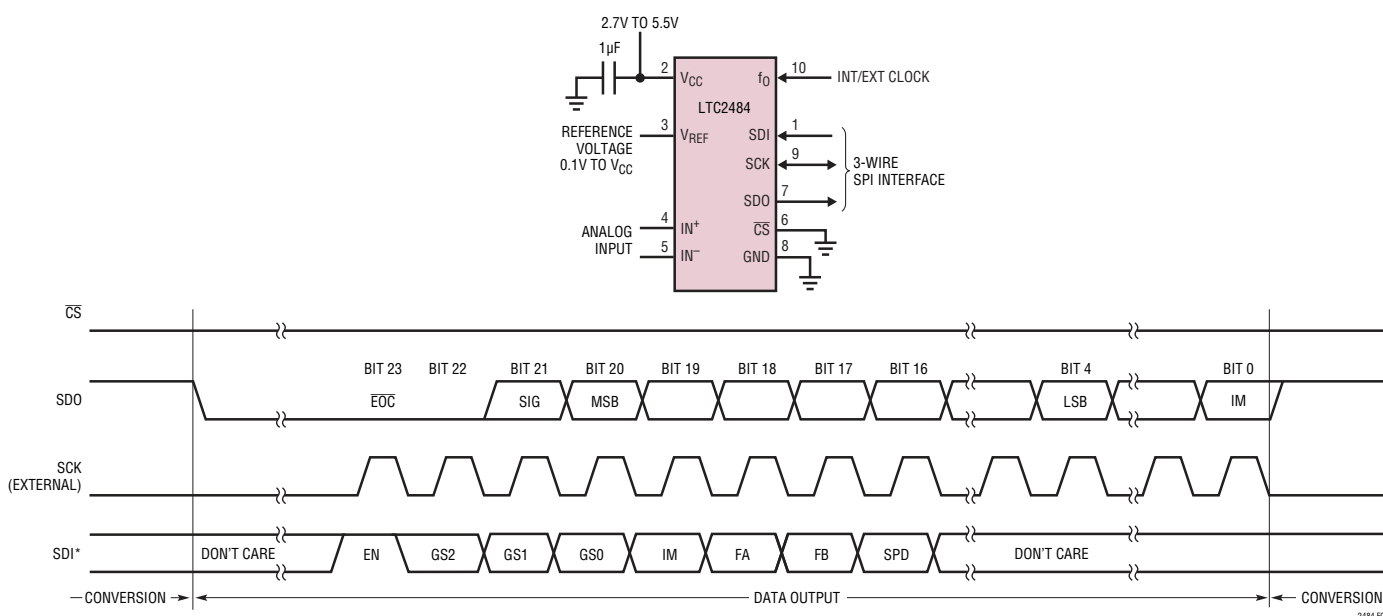 2.7V TO 5.5V
1µF
2 VCC
fO 10 INT/EXT CLOCK
LTC2484
REFERENCE
VOLTAGE
0.1V TO VCC
3 VREF
SDI 1
SCK 9
SDO 7
3-WIRE
SPI INTERFACE
ANALOG
INPUT
4 IN+
5 IN–
CS 6
GND 8
CS
BIT 23 BIT 22 BIT 21 BIT 20 BIT 19 BIT 18 BIT 17 BIT 16 BIT 4 BIT 0
SDO EOC SIG MSB LSB IM
SCK
(EXTERNAL)
SDI* DON'T CARE EN GS2 GS1 GS0 IM FA FB SPD DON'T CARE
CONVERSION DATA OUTPUT CONVERSION